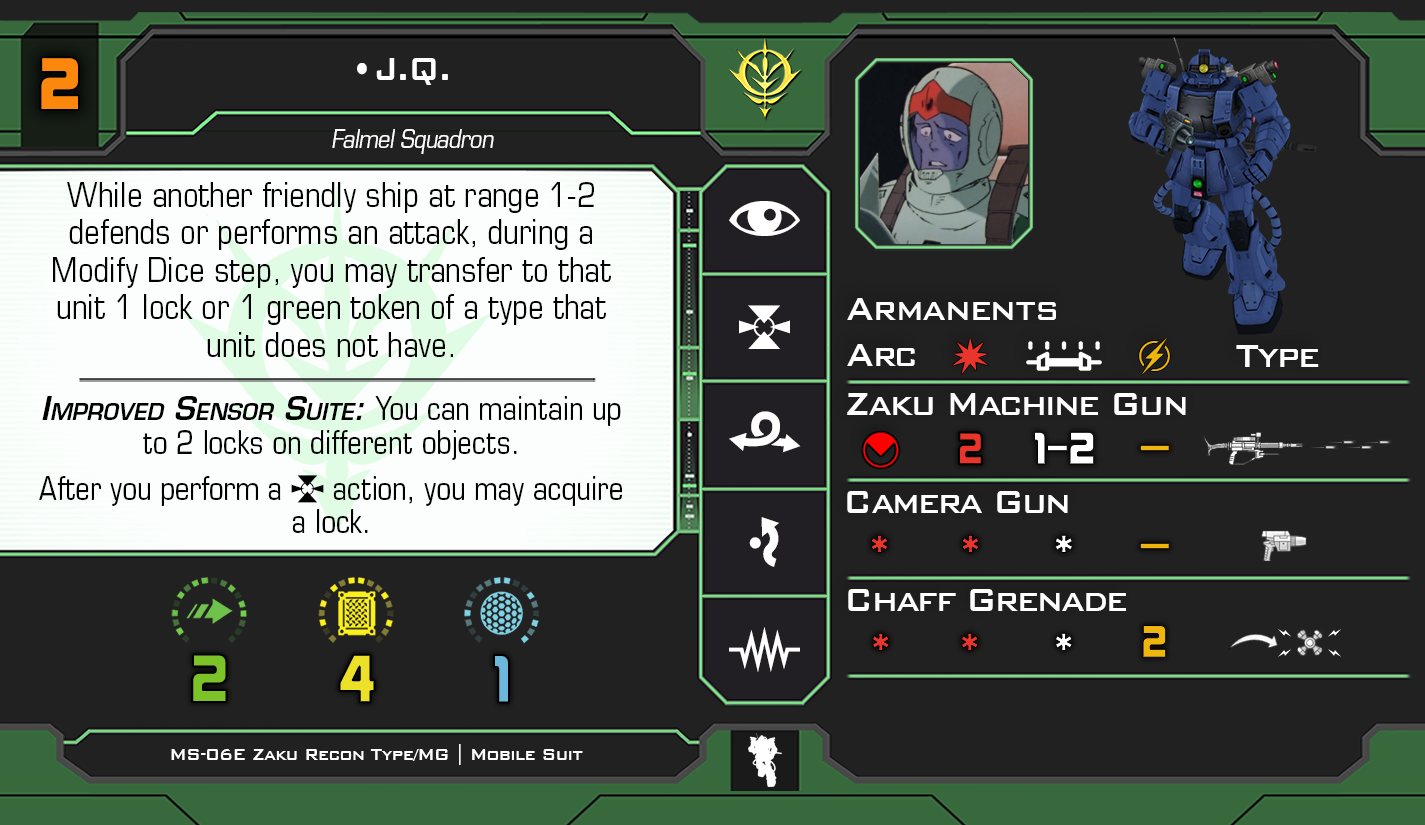 2
• J.Q.
Falmel Squadron
While another friendly ship at range 1-2
defends or performs an attack, during a
Modify Dice step, you may transfer to that
unit 1 lock or 1 green token of a type that
unit does not have.
Improved Sensor Suite: You can maintain up
to 2 locks on different objects.
After you perform a action, you may acquire
a lock.
2 4 1
MS-06E Zaku Recon Type/MG | Mobile Suit
Armanents
Arc Type
Zaku Machine Gun
2 1–2 –
Camera Gun
* * * –
Chaff Grenade
* * * 2